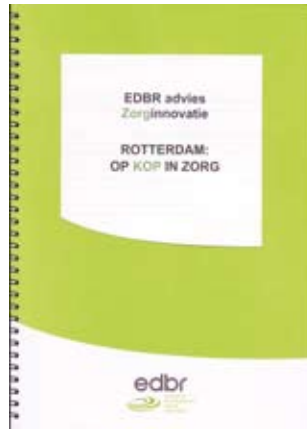 EDBR advies
Zorginnovatie
ROTTERDAM:
OP KOP IN ZORG
edbr